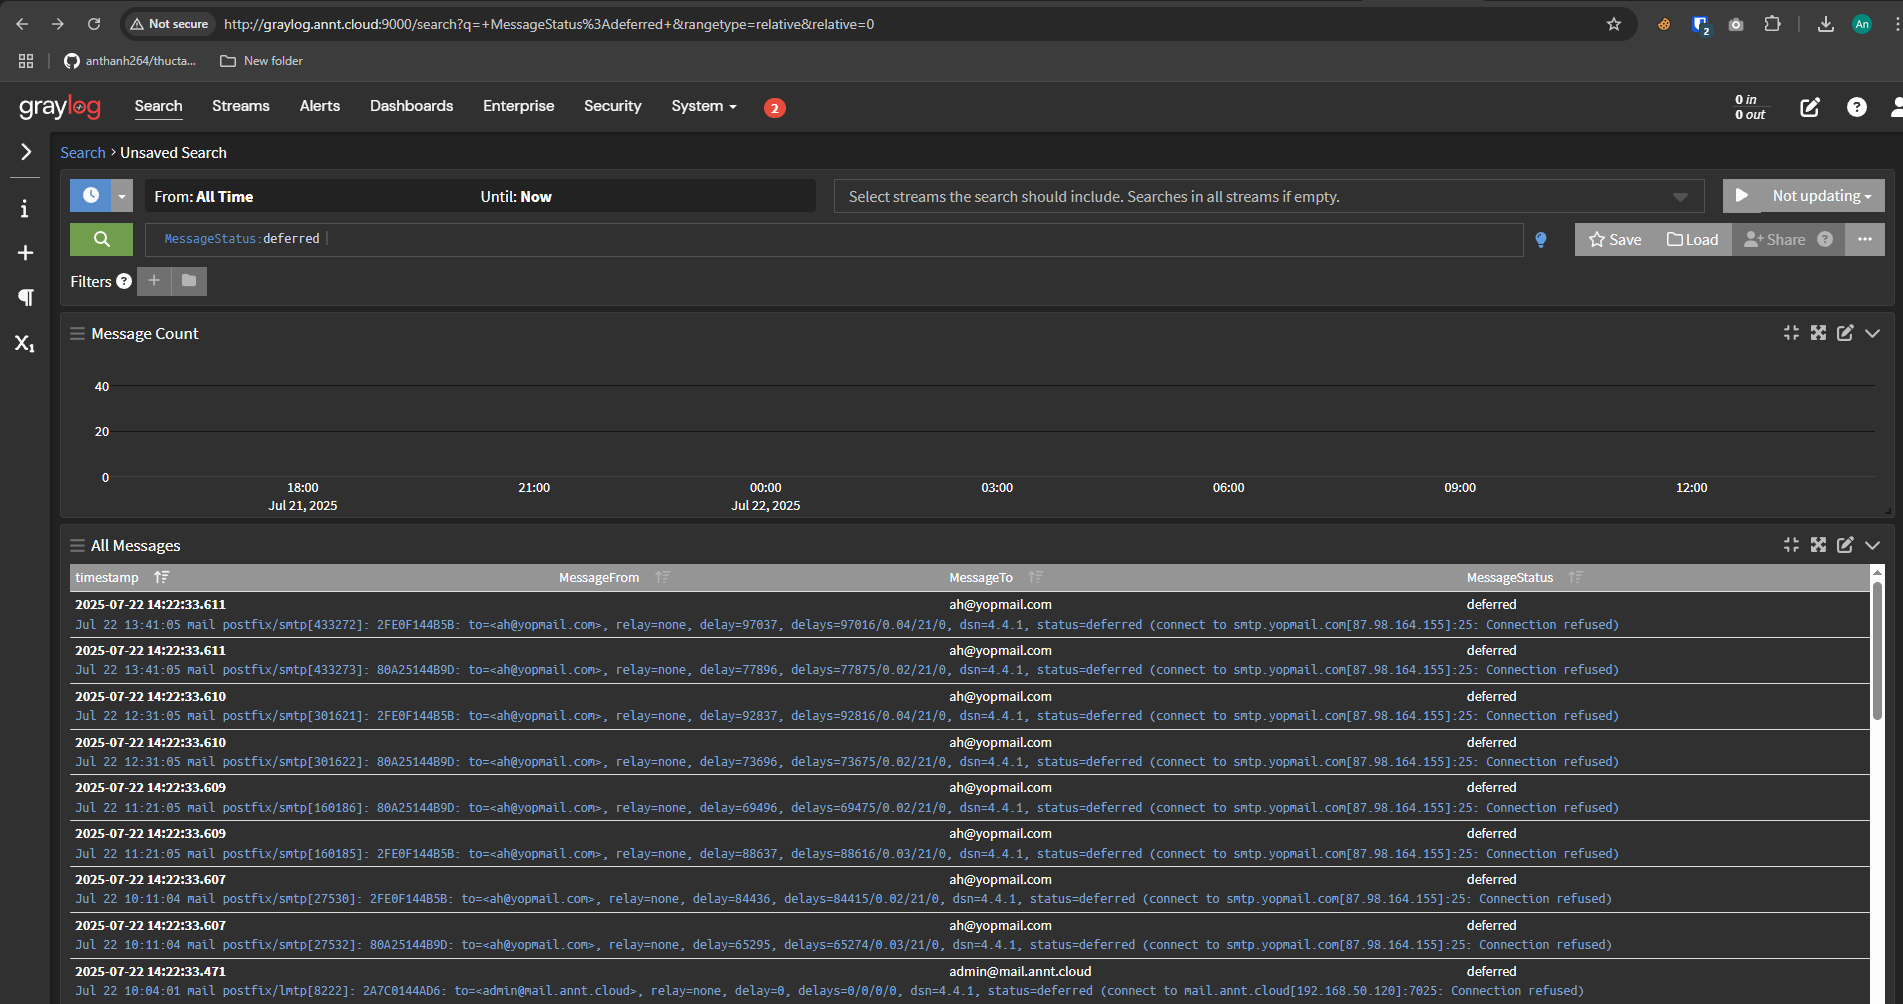 Not secure http://graylog.annt.cloud:9000/search?q=+MessageStatus%3Adeferred+&rangetype=relative&relative=0 2 An
anthanh264/thucta... New folder
graylog Search Streams Alerts Dashboards Enterprise Security System 2 0 in
0 out
Search > Unsaved Search
From: All Time Until: Now Select streams the search should include. Searches in all streams if empty. Not updating
MessageStatus:deferred Save Load Share
Filters
Message Count
40
20
0
18:00 21:00 00:00 03:00 06:00 09:00 12:00
Jul 21, 2025 Jul 22, 2025
All Messages
timestamp MessageFrom MessageTo MessageStatus
2025-07-22 14:22:33.611 ah@yopmail.com deferred
Jul 22 13:41:05 mail postfix/smtp[433272]: 2FE0F144B5B: to=<ah@yopmail.com>, relay=none, delay=97037, delays=97016/0.04/21/0, dsn=4.4.1, status=deferred (connect to smtp.yopmail.com[87.98.164.155]:25: Connection refused)
2025-07-22 14:22:33.611 ah@yopmail.com deferred
Jul 22 13:41:05 mail postfix/smtp[433273]: 80A25144B9D: to=<ah@yopmail.com>, relay=none, delay=77896, delays=77875/0.02/21/0, dsn=4.4.1, status=deferred (connect to smtp.yopmail.com[87.98.164.155]:25: Connection refused)
2025-07-22 14:22:33.610 ah@yopmail.com deferred
Jul 22 12:31:05 mail postfix/smtp[301621]: 2FE0F144B5B: to=<ah@yopmail.com>, relay=none, delay=92837, delays=92816/0.04/21/0, dsn=4.4.1, status=deferred (connect to smtp.yopmail.com[87.98.164.155]:25: Connection refused)
2025-07-22 14:22:33.610 ah@yopmail.com deferred
Jul 22 12:31:05 mail postfix/smtp[301622]: 80A25144B9D: to=<ah@yopmail.com>, relay=none, delay=73696, delays=73675/0.02/21/0, dsn=4.4.1, status=deferred (connect to smtp.yopmail.com[87.98.164.155]:25: Connection refused)
2025-07-22 14:22:33.609 ah@yopmail.com deferred
Jul 22 11:21:05 mail postfix/smtp[160186]: 80A25144B9D: to=<ah@yopmail.com>, relay=none, delay=69496, delays=69475/0.02/21/0, dsn=4.4.1, status=deferred (connect to smtp.yopmail.com[87.98.164.155]:25: Connection refused)
2025-07-22 14:22:33.609 ah@yopmail.com deferred
Jul 22 11:21:05 mail postfix/smtp[160185]: 2FE0F144B5B: to=<ah@yopmail.com>, relay=none, delay=88637, delays=88616/0.03/21/0, dsn=4.4.1, status=deferred (connect to smtp.yopmail.com[87.98.164.155]:25: Connection refused)
2025-07-22 14:22:33.607 ah@yopmail.com deferred
Jul 22 10:11:04 mail postfix/smtp[27530]: 2FE0F144B5B: to=<ah@yopmail.com>, relay=none, delay=84436, delays=84415/0.02/21/0, dsn=4.4.1, status=deferred (connect to smtp.yopmail.com[87.98.164.155]:25: Connection refused)
2025-07-22 14:22:33.607 ah@yopmail.com deferred
Jul 22 10:11:04 mail postfix/smtp[27532]: 80A25144B9D: to=<ah@yopmail.com>, relay=none, delay=65295, delays=65274/0.03/21/0, dsn=4.4.1, status=deferred (connect to smtp.yopmail.com[87.98.164.155]:25: Connection refused)
2025-07-22 14:22:33.471 admin@mail.annt.cloud deferred
Jul 22 10:04:01 mail postfix/lmtp[8222]: 2A7C0144AD6: to=<admin@mail.annt.cloud>, relay=none, delay=0, delays=0/0/0/0, dsn=4.4.1, status=deferred (connect to mail.annt.cloud[192.168.50.120]:7025: Connection refused)